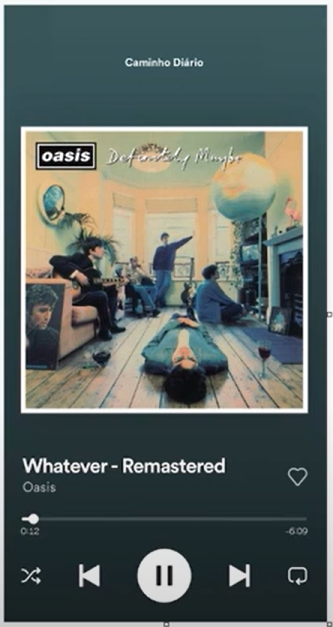 Caminho Diário
oasis Definitely Maybe
Whatever - Remastered
Oasis
0:12 -6:09